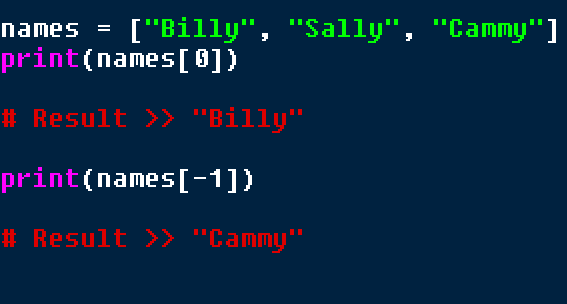 names = ["Billy", "Sally", "Cammy"]
print(names[0])
# Result >> "Billy"
print(names[-1])
# Result >> "Cammy"